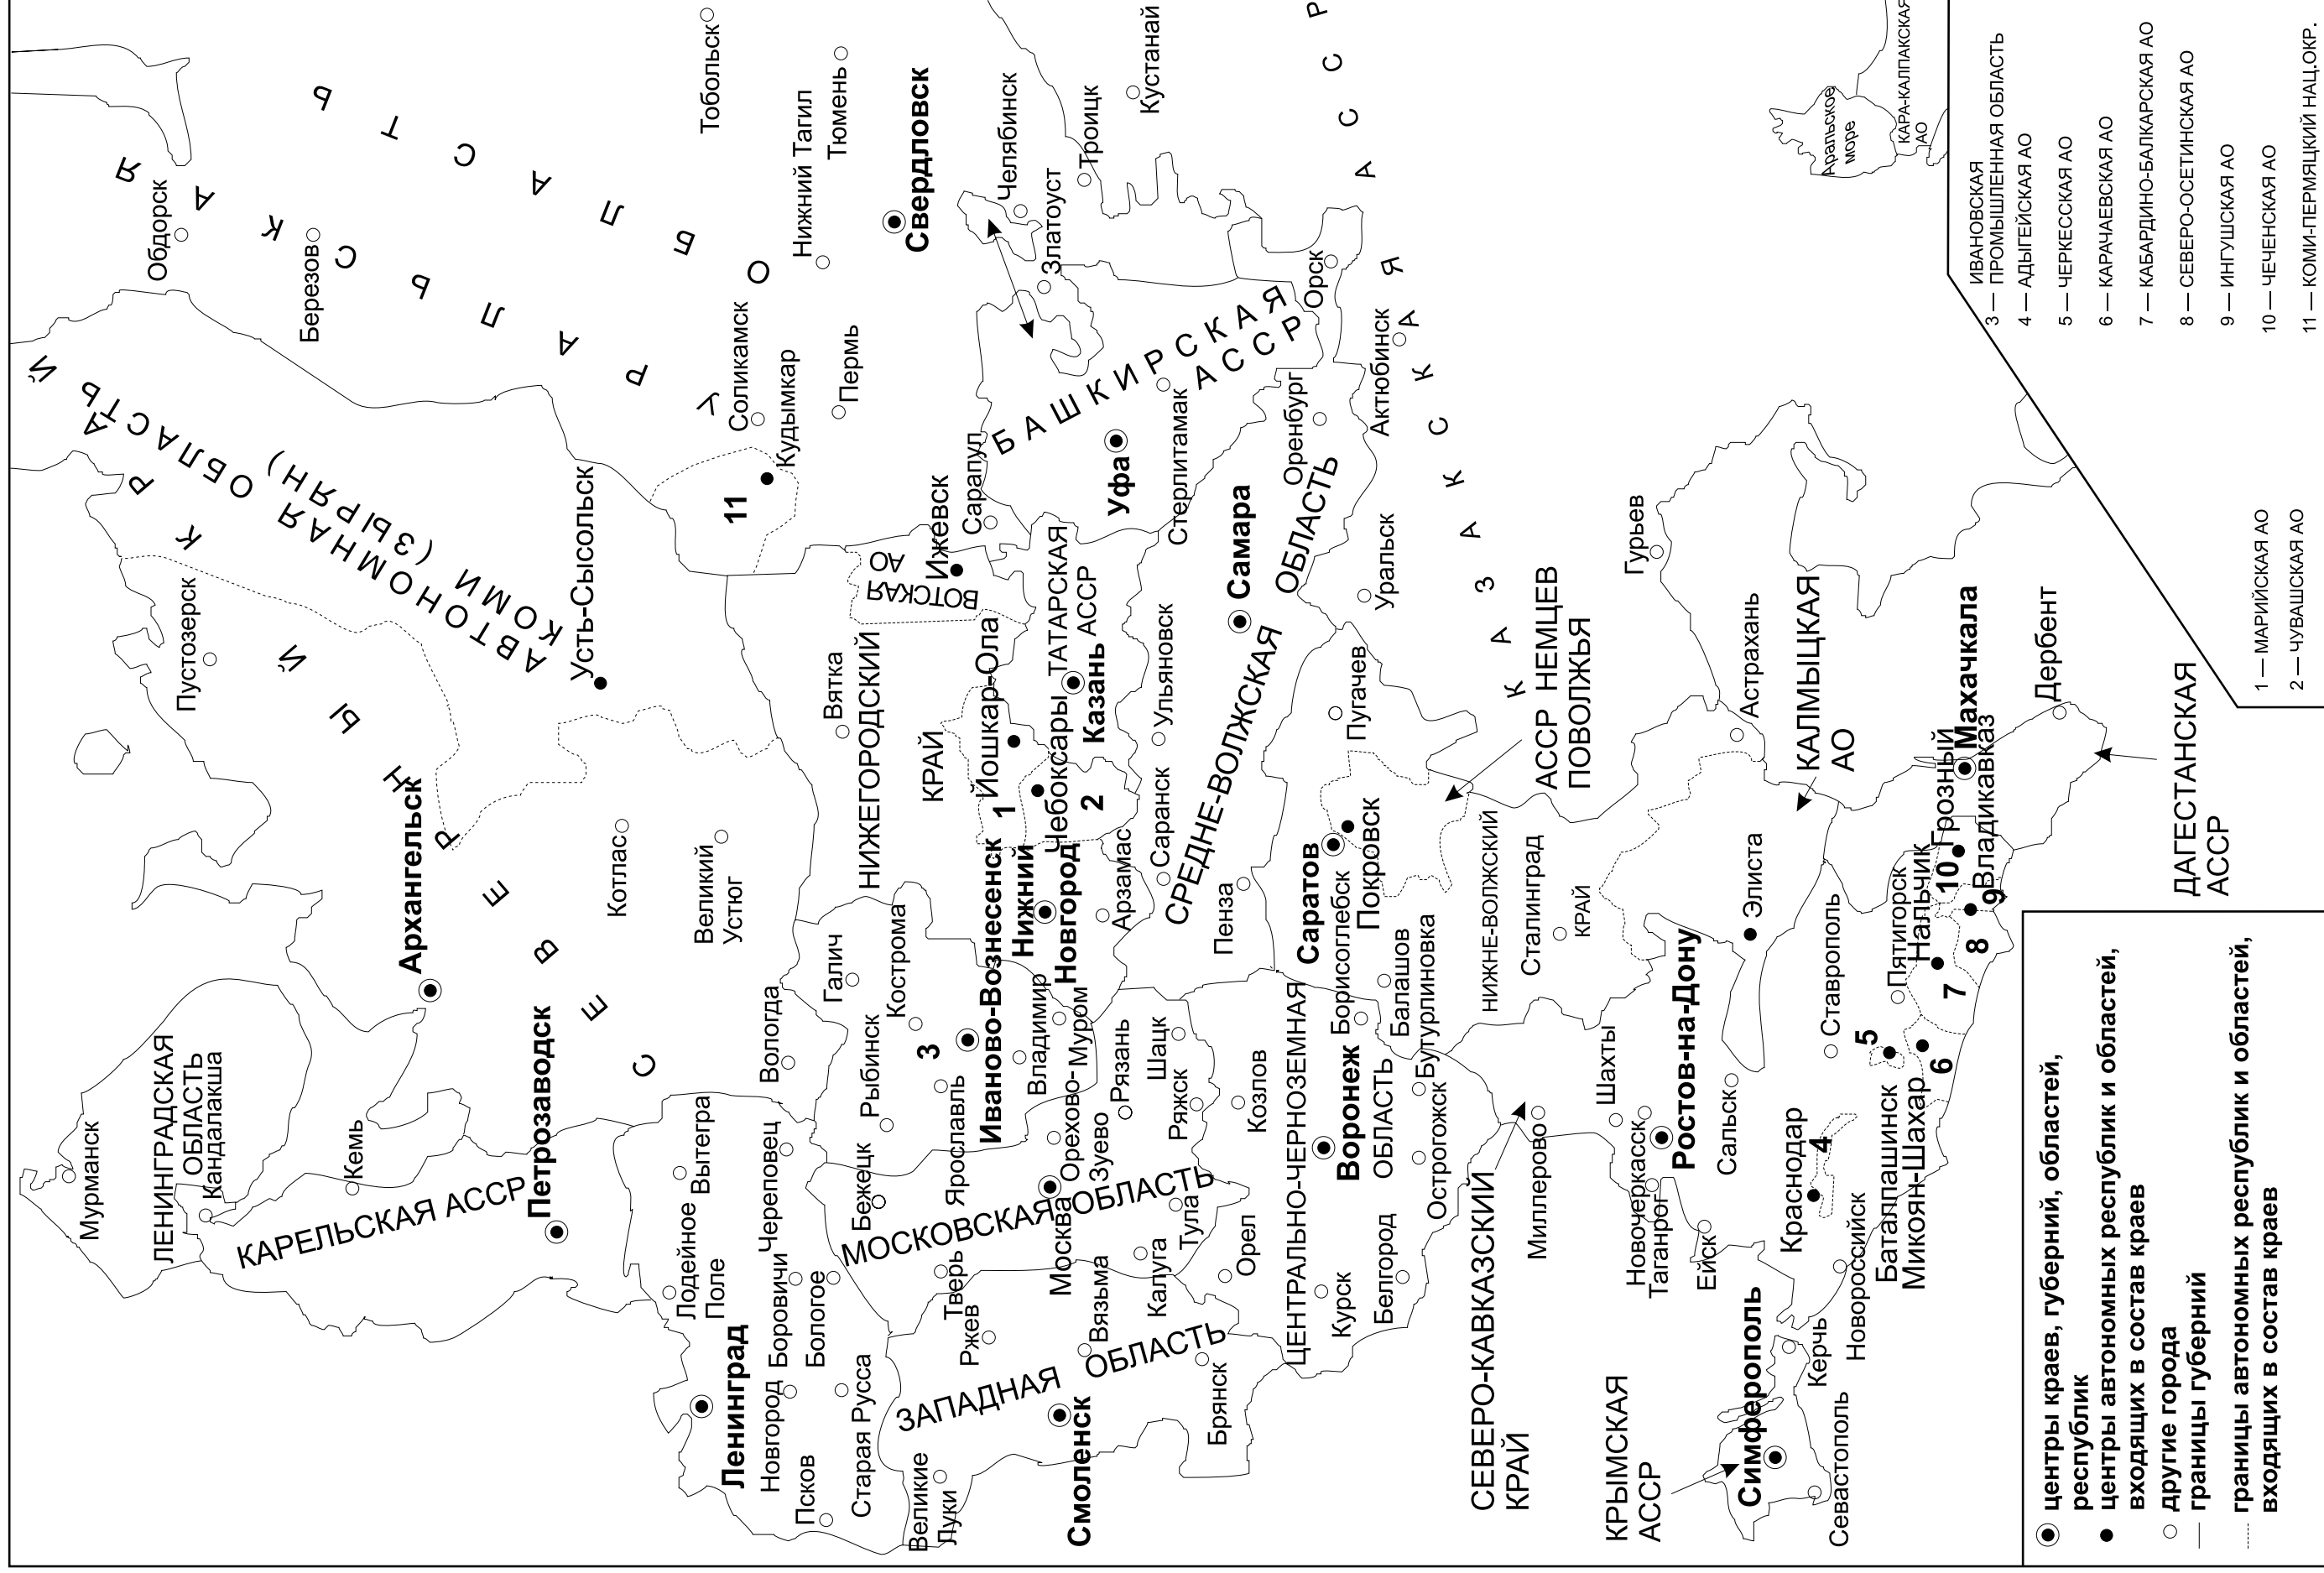 Мурманск
ЛЕНИНГРАДСКАЯ
ОБЛАСТЬ
Кандалакша
КАРЕЛЬСКАЯ АССР
Кемь
Петрозаводск
Архангельск
Пустозерск
СЕВЕРНЫЙ КРАЙ
АВТОНОМНАЯ ОБЛАСТЬ
КОМИ (ЗЫРЯН)
Усть-Сысольск
Котлас
Великий
Устюг
Обдорск
Березов
УРАЛЬСКАЯ
ОБЛАСТЬ
Тобольск
Нижний Тагил
Тюмень
Свердловск
Соликамск
Кудымкар
11
Пермь
Челябинск
Златоуст
Троицк
Кустанай
Ленинград
Лодейное
Поле
Вытегра
Вологда
Череповец
Новгород
Боровичи
Бологое
Псков
Старая Русса
Великие
Луки
Бежецк
Рыбинск
Галич
Кострома
Ярославль
3
Иваново-Вознесенск
Владимир
МОСКОВСКАЯ ОБЛАСТЬ
Тверь
Ржев
Москва
Орехово-
Зуево
Муром
Вязьма
Калуга
Тула
Рязань
Шацк
Ряжск
ЗАПАДНАЯ ОБЛАСТЬ
Смоленск
Брянск
Орел
Козлов
НИЖЕГОРОДСКИЙ
КРАЙ
Вятка
ВОТСКАЯ
АО
Ижевск
Сарапул
Йошкар-Ола
1
Нижний
Новгород
Чебоксары
2
Арзамас
ТАТАРСКАЯ
АССР
Казань
БАШКИРСКАЯ
АССР
Уфа
Стерлитамак
Ульяновск
Саранск
СРЕДНЕ-ВОЛЖСКАЯ
ОБЛАСТЬ
Пенза
Самара
Оренбург
Орск
Актюбинск
Уральск
КАЗАКСКАЯ АССР
ЦЕНТРАЛЬНО-ЧЕРНОЗЕМНАЯ
ОБЛАСТЬ
Курск
Белгород
Воронеж
Борисоглебск
Балашов
Бутурлиновка
Острогожск
Саратов
Покровск
Пугачев
АССР НЕМЦЕВ
ПОВОЛЖЬЯ
НИЖНЕ-ВОЛЖСКИЙ
КРАЙ
Сталинград
Гурьев
Астрахань
КАЛМЫЦКАЯ
АО
Элиста
СЕВЕРО-КАВКАЗСКИЙ
КРАЙ
Миллерово
Шахты
Новочеркасск
Таганрог
Ростов-на-Дону
Сальск
Ейск
Краснодар
4
Новороссийск
Ставрополь
5
Баталпашинск
Микоян-Шахар
6
Пятигорск
Нальчик
7
8
Владикавказ
9
10
Грозный
Махачкала
Дербент
ДАГЕСТАНСКАЯ
АССР
КРЫМСКАЯ
АССР
Симферополь
Севастополь
Керчь
Аральское
море
КАРА-КАЛПАКСКАЯ
АО
1 — МАРИЙСКАЯ АО
2 — ЧУВАШСКАЯ АО
ИВАНОВСКАЯ
3 — ПРОМЫШЛЕННАЯ ОБЛАСТЬ
4 — АДЫГЕЙСКАЯ АО
5 — ЧЕРКЕССКАЯ АО
6 — КАРАЧАЕВСКАЯ АО
7 — КАБАРДИНО-БАЛКАРСКАЯ АО
8 — СЕВЕРО-ОСЕТИНСКАЯ АО
9 — ИНГУШСКАЯ АО
10 — ЧЕЧЕНСКАЯ АО
11 — КОМИ-ПЕРМЯЦКИЙ НАЦ.ОКР.
центры краев, губерний, областей,
республик
центры автономных республик и областей,
входящих в состав краев
другие города
границы губерний
границы автономных республик и областей,
входящих в состав краев